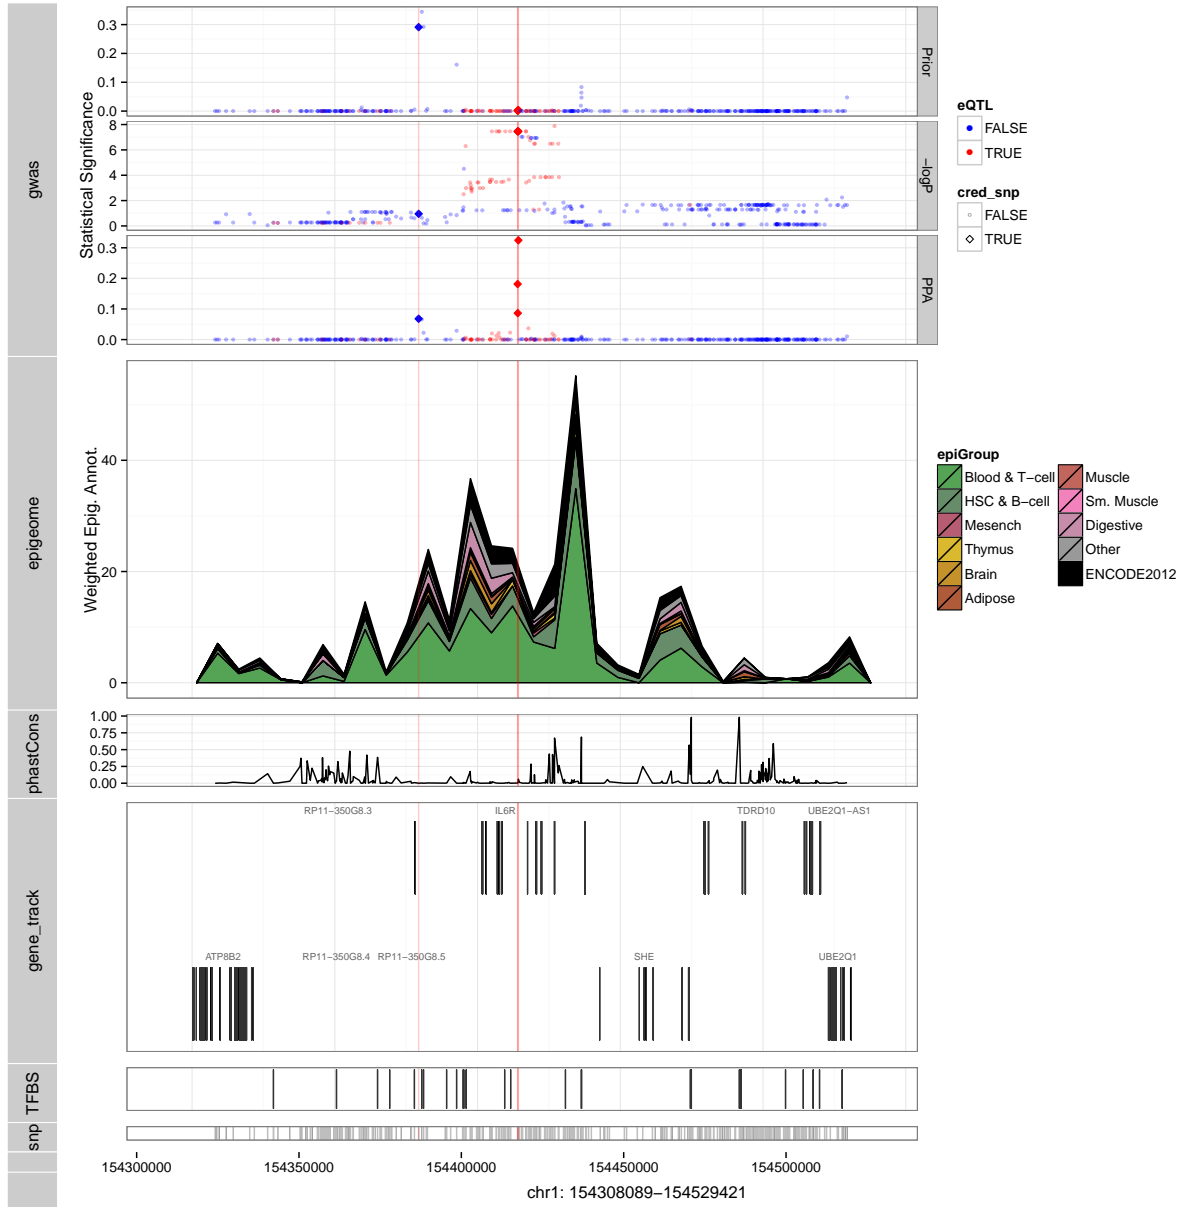 gwas
Statistical Significance
0.3
0.2
0.1
0.0
Prior
8
6
4
2
0
−logP
0.3
0.2
0.1
0.0
PPA
eQTL
FALSE
TRUE
cred_snp
FALSE
TRUE
epigeome
Weighted Epig. Annot.
40
20
0
epiGroup
Blood & T−cell
HSC & B−cell
Mesench
Thymus
Brain
Adipose
Muscle
Sm. Muscle
Digestive
Other
ENCODE2012
phastCons
1.00
0.75
0.50
0.25
0.00
gene_track
RP11−350G8.3
IL6R
TDRD10
UBE2Q1−AS1
ATP8B2
RP11−350G8.4
RP11−350G8.5
SHE
UBE2Q1
TFBS
snp
154300000
154350000
154400000
154450000
154500000
chr1: 154308089−154529421